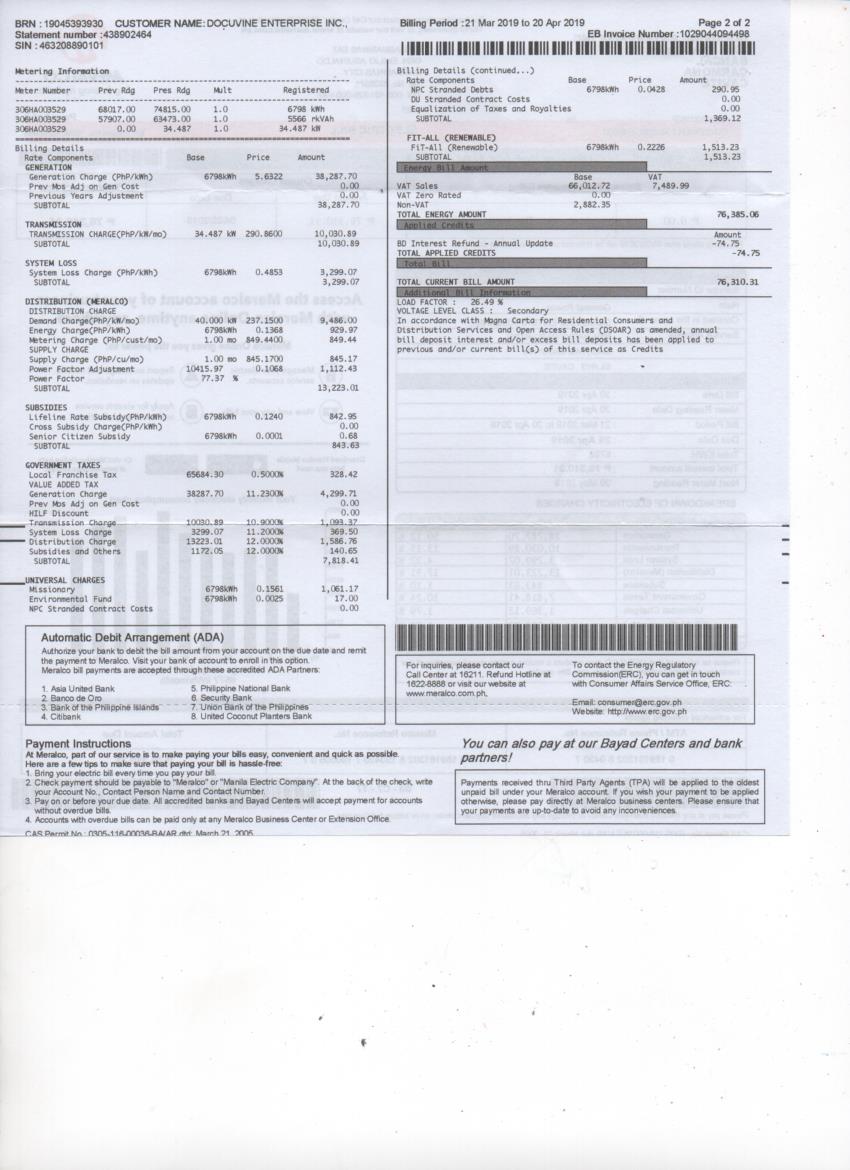 BRN : 19045393930 CUSTOMER NAME: DOCUVINE ENTERPRISE INC.,
Statement number :438902464
SIN : 463208890101
Billing Period :21 Mar 2019 to 20 Apr 2019
Page 2 of 2
EB Invoice Number :1029044094498
Metering Information
Meter Number Prev Rdg Pres Rdg Mult Registered
306HA003529 68017.00 74815.00 1.0 6798 kWh
306HA003529 57907.00 63473.00 1.0 5566 rkVAh
306HA003529 0.00 34.487 1.0 34.487 kW
Billing Details
Rate Components Base Price Amount
GENERATION
Generation Charge (PhP/kWh) 6798kWh 5.6322 38,287.70
Prev Mos Adj on Gen Cost 0.00
Previous Years Adjustment 0.00
SUBTOTAL 38,287.70
TRANSMISSION
TRANSMISSION CHARGE(PhP/kW/mo) 34.487 kW 290.8600 10,030.89
SUBTOTAL 10,030.89
SYSTEM LOSS
System Loss Charge (PhP/kWh) 6798kWh 0.4853 3,299.07
SUBTOTAL 3,299.07
DISTRIBUTION (MERALCO)
DISTRIBUTION CHARGE
Demand Charge(PhP/kW/mo) 40.000 kW 237.1500 9,486.00
Energy Charge(PhP/kWh) 6798kWh 0.1368 929.97
Metering Charge (PhP/cust/mo) 1.00 mo 849.4400 849.44
SUPPLY CHARGE
Supply Charge (PhP/cu/mo) 1.00 mo 845.1700 845.17
Power Factor Adjustment 10415.97 0.1068 1,112.43
Power Factor 77.37 %
SUBTOTAL 13,223.01
SUBSIDIES
Lifeline Rate Subsidy(PhP/kWh) 6798kWh 0.1240 842.95
Cross Subsidy Charge(PhP/kWh) 0.00
Senior Citizen Subsidy 6798kWh 0.0001 0.68
SUBTOTAL 843.63
GOVERNMENT TAXES
Local Franchise Tax 65684.30 0.5000% 328.42
VALUE ADDED TAX
Generation Charge 38287.70 11.2300% 4,299.71
Prev Mos Adj on Gen Cost 0.00
HILF Discount 0.00
Transmission Charge 10030.89 10.9000% 1,093.37
System Loss Charge 3299.07 11.2000% 369.50
Distribution Charge 13223.01 12.0000% 1,586.76
Subsidies and Others 1172.05 12.0000% 140.65
SUBTOTAL 7,818.41
UNIVERSAL CHARGES
Missionary 6798kWh 0.1561 1,061.17
Environmental Fund 6798kWh 0.0025 17.00
NPC Stranded Contract Costs 0.00
Billing Details (continued...)
Rate Components Base Price Amount
NPC Stranded Debts 6798kWh 0.0428 290.95
DU Stranded Contract Costs 0.00
Equalization of Taxes and Royalties 0.00
SUBTOTAL 1,369.12
FIT-ALL (RENEWABLE)
FiT-All (Renewable) 6798kWh 0.2226 1,513.23
SUBTOTAL 1,513.23
Energy Bill Amount
Base VAT
VAT Sales 66,012.72 7,489.99
VAT Zero Rated 0.00
Non-VAT 2,882.35
TOTAL ENERGY AMOUNT 76,385.06
Applied Credits
Amount
BD Interest Refund - Annual Update -74.75
TOTAL APPLIED CREDITS -74.75
Total Bill
TOTAL CURRENT BILL AMOUNT 76,310.31
Additional Bill Information
LOAD FACTOR : 26.49 %
VOLTAGE LEVEL CLASS : Secondary
In accordance with Magna Carta for Residential Consumers and
Distribution Services and Open Access Rules (DSOAR) as amended, annual
bill deposit interest and/or excess bill deposits has been applied to
previous and/or current bill(s) of this service as Credits
Automatic Debit Arrangement (ADA)
Authorize your bank to debit the bill amount from your account on the due date and remit
the payment to Meralco. Visit your bank of account to enroll in this option.
Meralco bill payments are accepted through these accredited ADA Partners:
1. Asia United Bank 5. Philippine National Bank
2. Banco de Oro 6. Security Bank
3. Bank of the Philippine Islands 7. Union Bank of the Philippines
4. Citibank 8. United Coconut Planters Bank
For inquiries, please contact our
Call Center at 16211. Refund Hotline at
1622-8888 or visit our website at
www.meralco.com.ph,
To contact the Energy Regulatory
Commission(ERC), you can get in touch
with Consumer Affairs Service Office, ERC:
Email: consumer@erc.gov.ph
Website: http://www.erc.gov.ph
Payment Instructions
At Meralco, part of our service is to make paying your bills easy, convenient and quick as possible.
Here are a few tips to make sure that paying your bill is hassle-free:
1. Bring your electric bill every time you pay your bill.
2. Check payment should be payable to "Meralco" or "Manila Electric Company". At the back of the check, write
your Account No., Contact Person Name and Contact Number.
3. Pay on or before your due date. All accredited banks and Bayad Centers will accept payment for accounts
without overdue bills.
4. Accounts with overdue bills can be paid only at any Meralco Business Center or Extension Office.
CAS Permit No.: 0305-116-00036-BA/AR dtd: March 21, 2005
You can also pay at our Bayad Centers and bank
partners!
Payments received thru Third Party Agents (TPA) will be applied to the oldest
unpaid bill under your Meralco account. If you wish your payment to be applied
otherwise, please pay directly at Meralco business centers. Please ensure that
your payments are up-to-date to avoid any inconveniences.